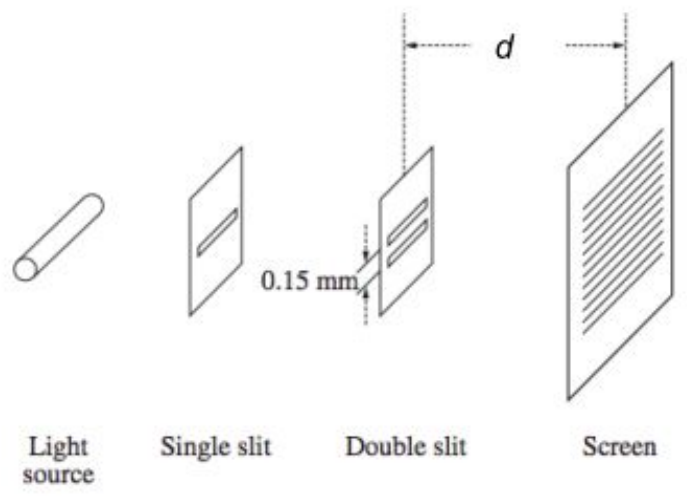 d
0.15 mm
Light
source
Single slit
Double slit
Screen